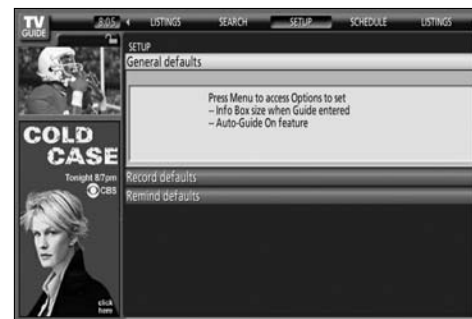 TV
GUIDE
8:05
LISTINGS SEARCH SETUP SCHEDULE LISTINGS
SETUP
General defaults
Press Menu to access Options to set
– Info Box size when Guide entered
– Auto-Guide On feature
Record defaults
Remind defaults
COLD
CASE
Tonight 8/7pm
CBS
click
here